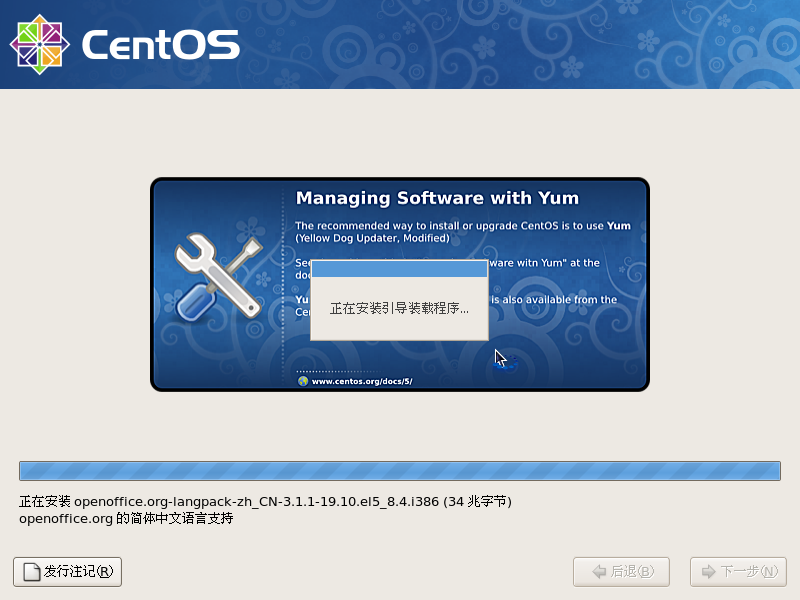 CentOS
Managing Software with Yum
The recommended way to install or upgrade CentOS is to use Yum
(Yellow Dog Updater, Modified)
See ware witn Yum" at the
doc
Yu is also available from the
Cen
正在安装引导装载程序...
www.centos.org/docs/5/
正在安装 openoffice.org-langpack-zh_CN-3.1.1-19.10.el5_8.4.i386 (34 兆字节)
openoffice.org 的简体中文语言支持
发行注记(R)
后退(B)
下一步(N)